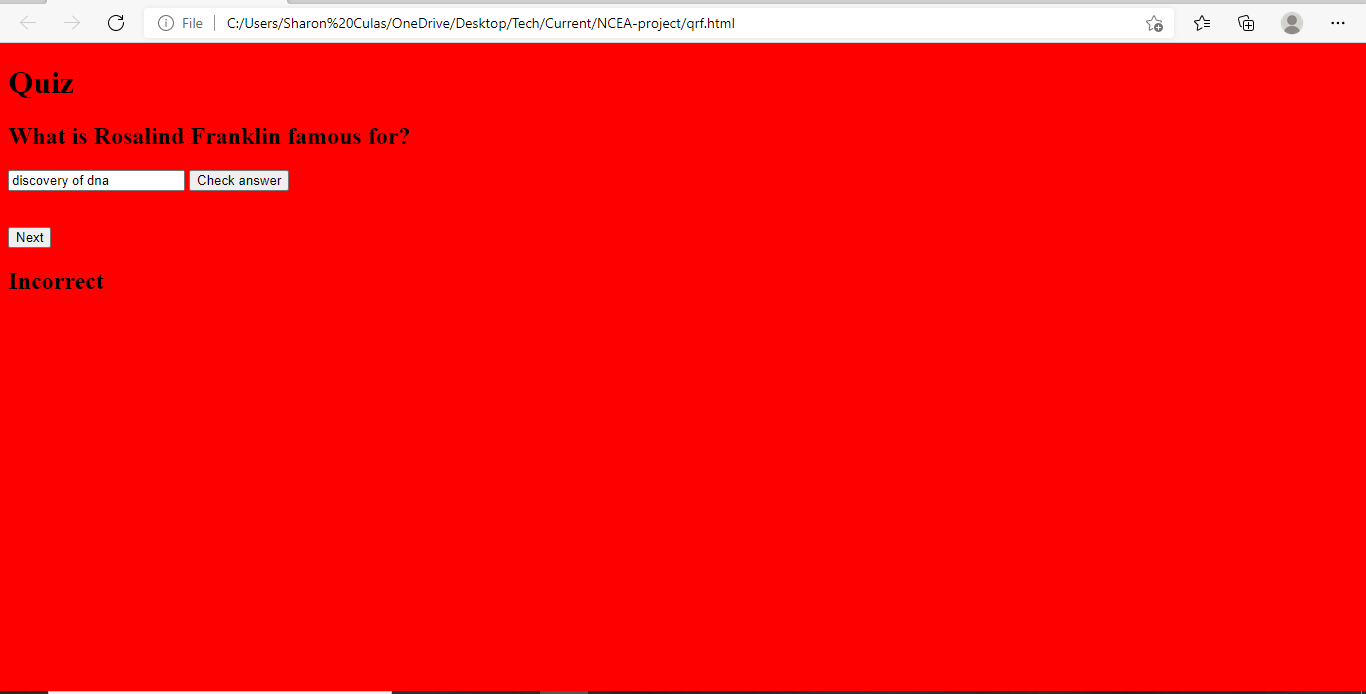 File C:/Users/Sharon%20Culas/OneDrive/Desktop/Tech/Current/NCEA-project/qrf.html
Quiz
What is Rosalind Franklin famous for?
discovery of dna Check answer
Next
Incorrect